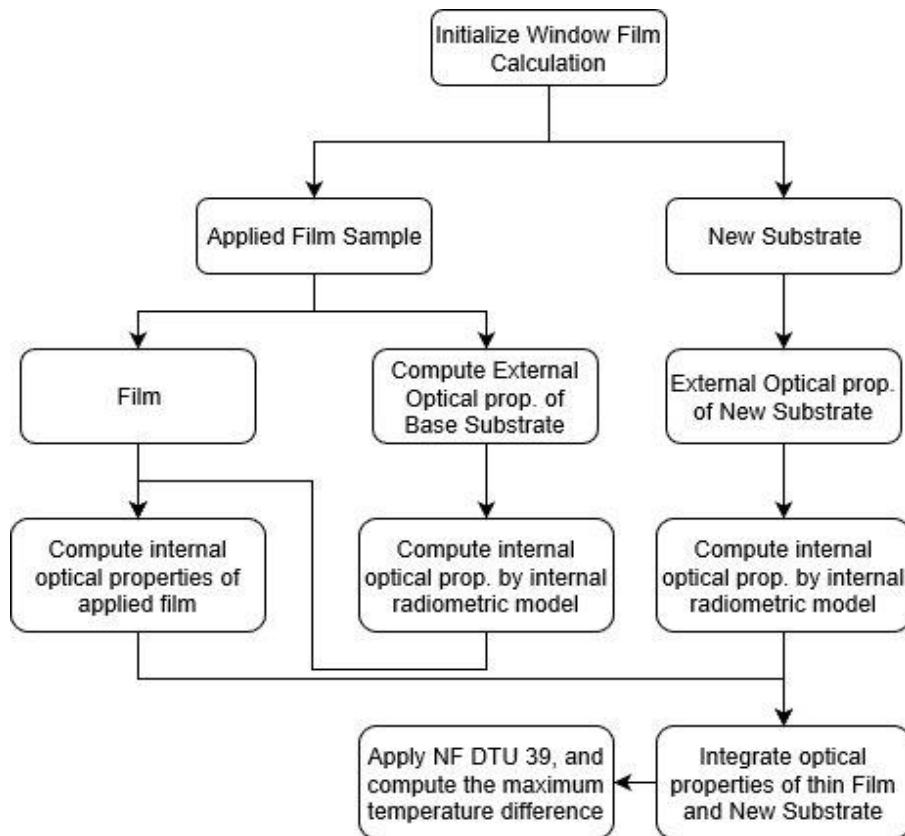 Initialize Window Film
Calculation
Applied Film Sample
New Substrate
Film
Compute External
Optical prop. of
Base Substrate
External Optical prop.
of New Substrate
Compute internal
optical properties of
applied film
Compute internal
optical prop. by internal
radiometric model
Compute internal
optical prop. by internal
radiometric model
Apply NF DTU 39, and
compute the maximum
temperature difference
Integrate optical
properties of thin Film
and New Substrate